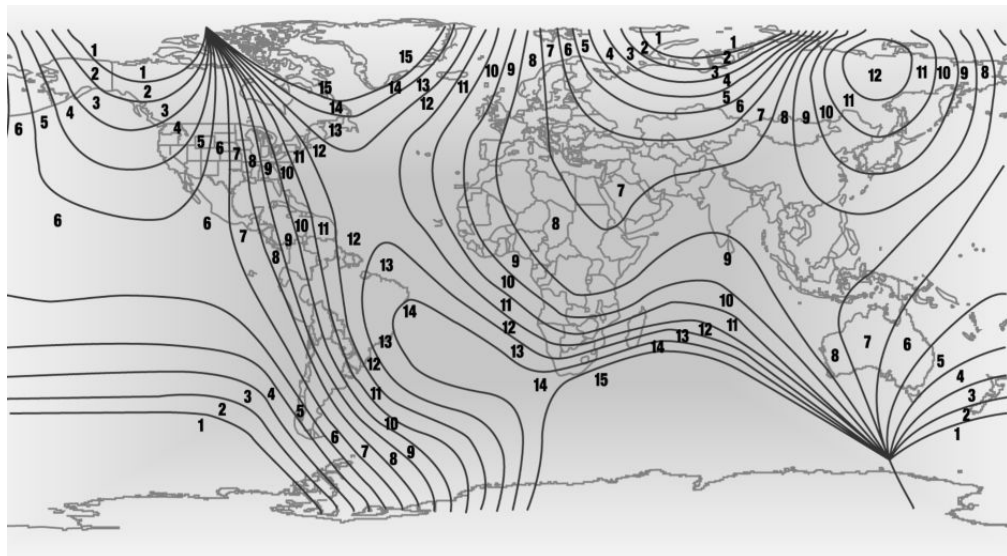 1 15 7 6 5 4 3 2 1 1
8 2
2 1 10 9 3 12 11 10 9 8
2 15 14 13 11 4
3 3 14 12 5 6 11 10
5 4 4 13 7 8 9
6 5 6 7 8 9 10 11 12
7
6 6 7 9 10 11 12 8
8 13 9 9
10 10
14 11 11
12 13 12 11
13 13 14 15 8 7 6 5
12 14 4
3 4 11 3
1 2 5 10 2
6 7 8 9 1